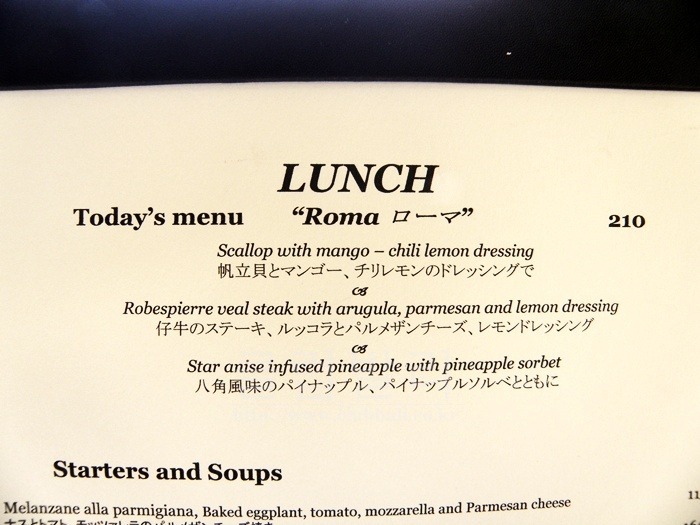 LUNCH
Today's menu "Roma ローマ" 210
Scallop with mango – chili lemon dressing
帆立貝とマンゴー、チリレモンのドレッシングで
Robespierre veal steak with arugula, parmesan and lemon dressing
仔牛のステーキ、ルッコラとパルメザンチーズ、レモンドレッシング
Star anise infused pineapple with pineapple sorbet
八角風味のパイナップル、パイナップルソルベとともに
Starters and Soups
Melanzane alla parmigiana, Baked eggplant, tomato, mozzarella and Parmesan cheese 11